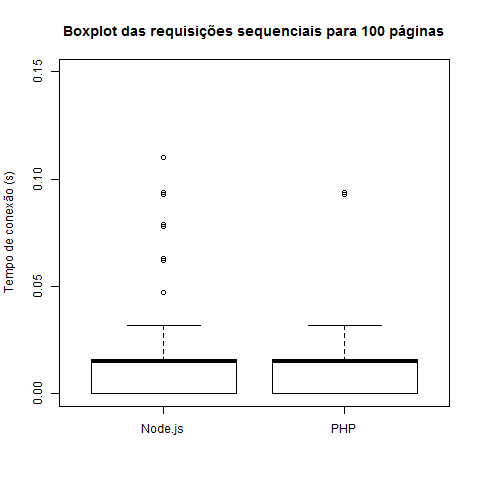 Boxplot das requisições sequenciais para 100 páginas
Tempo de conexão (s)
0.15
0.10
0.05
0.00
Node.js
PHP